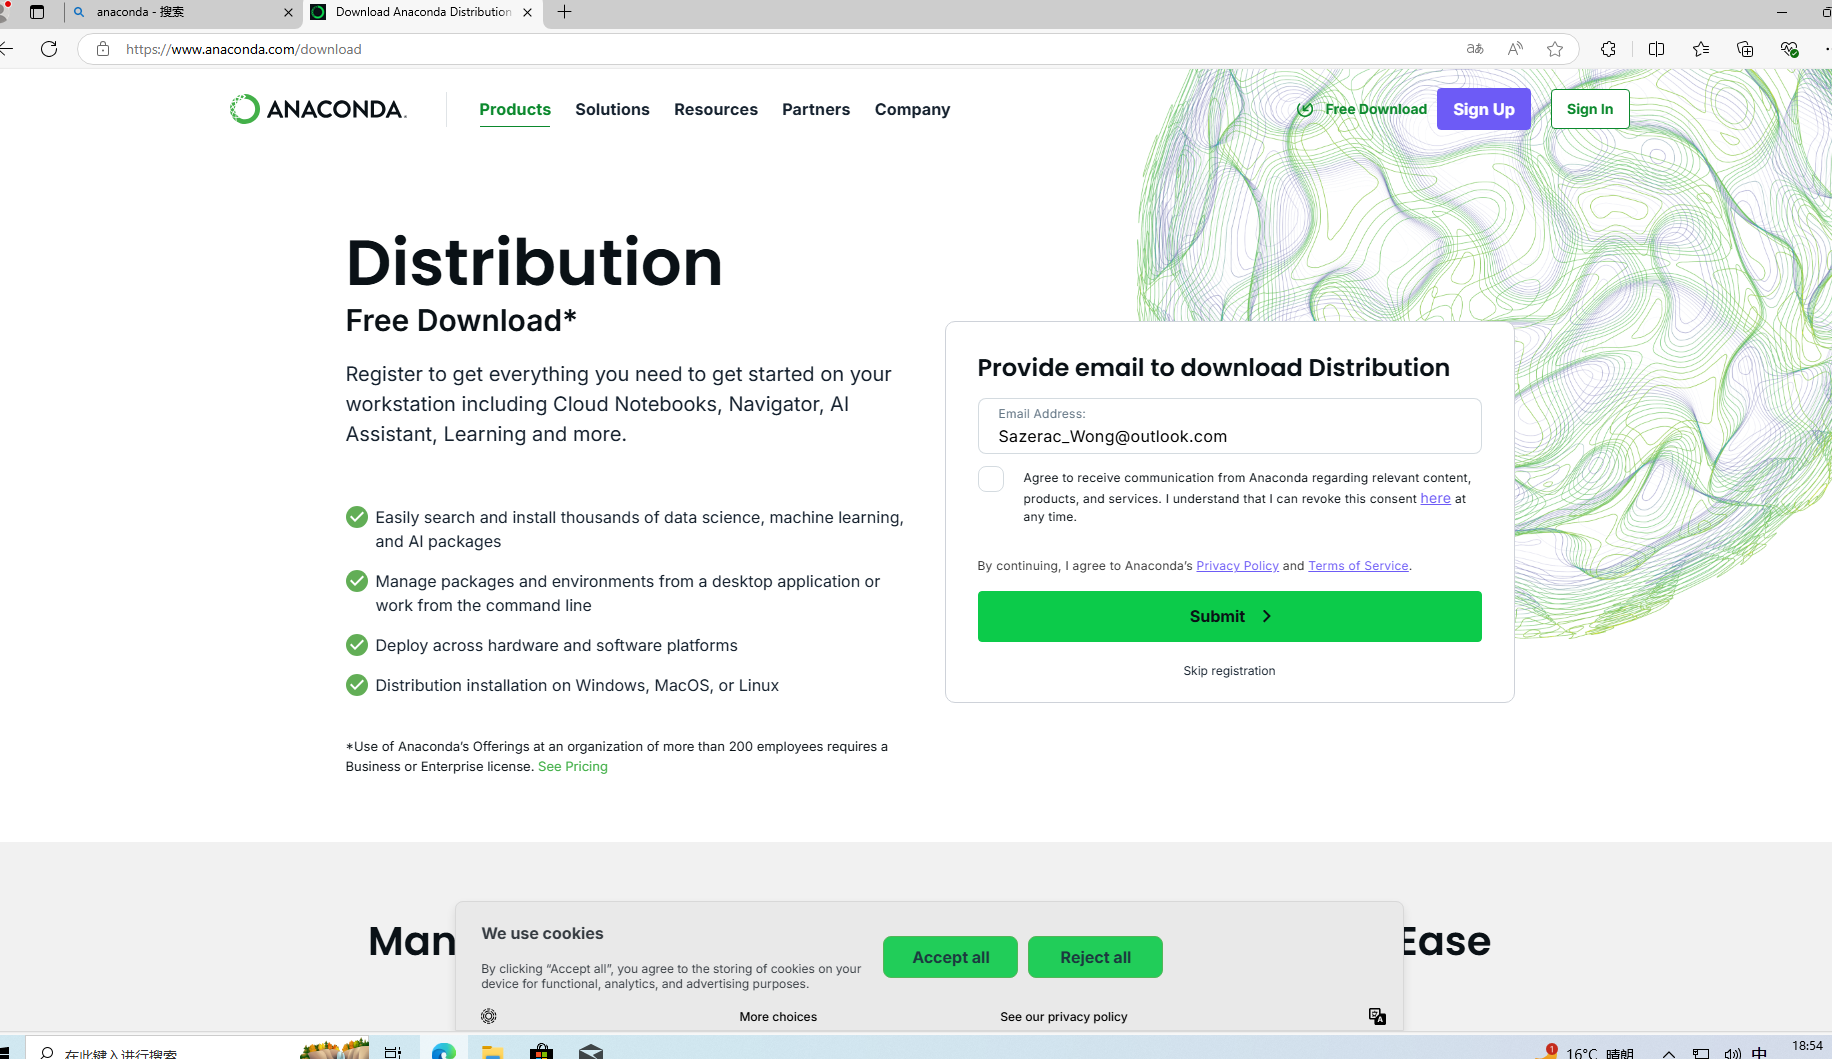 anaconda - 搜索
Download Anaconda Distribution
https://www.anaconda.com/download
ANACONDA.
Products
Solutions
Resources
Partners
Company
Free Download
Sign Up
Sign In
Distribution
Free Download*
Register to get everything you need to get started on your
workstation including Cloud Notebooks, Navigator, AI
Assistant, Learning and more.
Easily search and install thousands of data science, machine learning,
and AI packages
Manage packages and environments from a desktop application or
work from the command line
Deploy across hardware and software platforms
Distribution installation on Windows, MacOS, or Linux
*Use of Anaconda’s Offerings at an organization of more than 200 employees requires a
Business or Enterprise license. See Pricing
Provide email to download Distribution
Email Address:
Sazerac_Wong@outlook.com
Agree to receive communication from Anaconda regarding relevant content,
products, and services. I understand that I can revoke this consent here at
any time.
By continuing, I agree to Anaconda’s Privacy Policy and Terms of Service.
Submit
Skip registration
Man
Ease
We use cookies
By clicking “Accept all”, you agree to the storing of cookies on your
device for functional, analytics, and advertising purposes.
Accept all
Reject all
More choices
See our privacy policy
在此键入进行搜索
1
16°C 晴朗
中
18:54